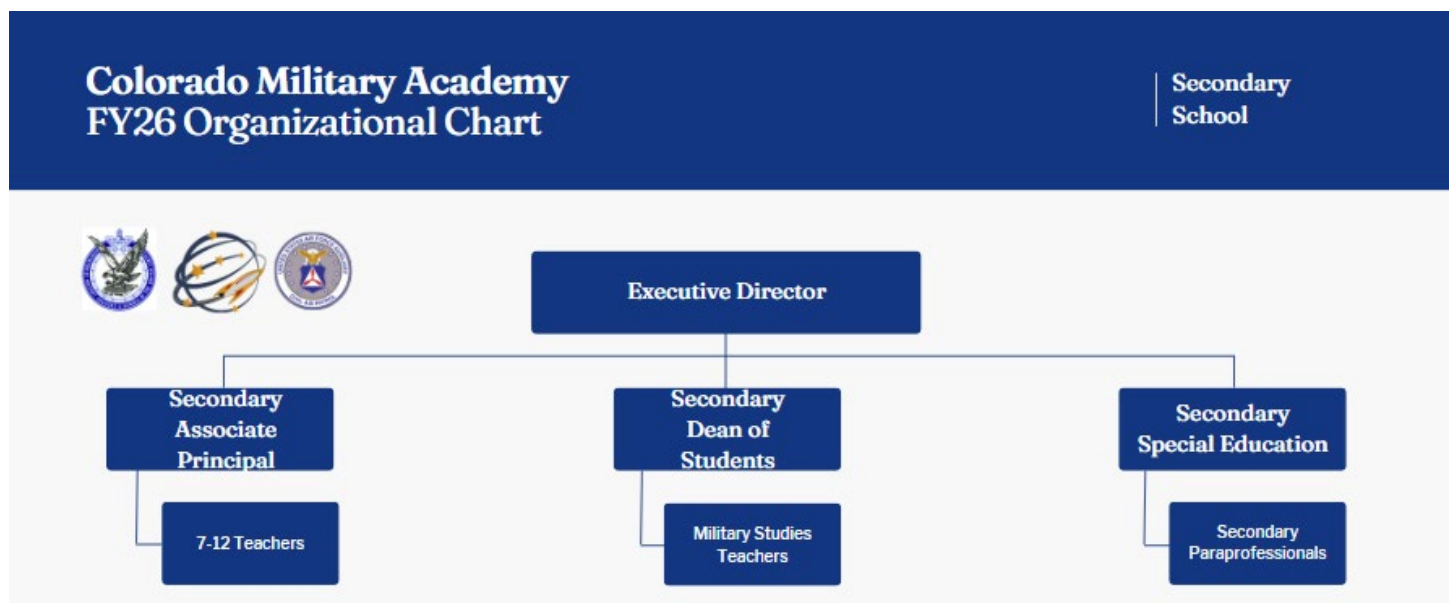 Colorado Military Academy
FY26 Organizational Chart
Secondary
School
Executive Director
Secondary
Associate
Principal
Secondary
Dean of
Students
Secondary
Special Education
7-12 Teachers
Military Studies
Teachers
Secondary
Paraprofessionals